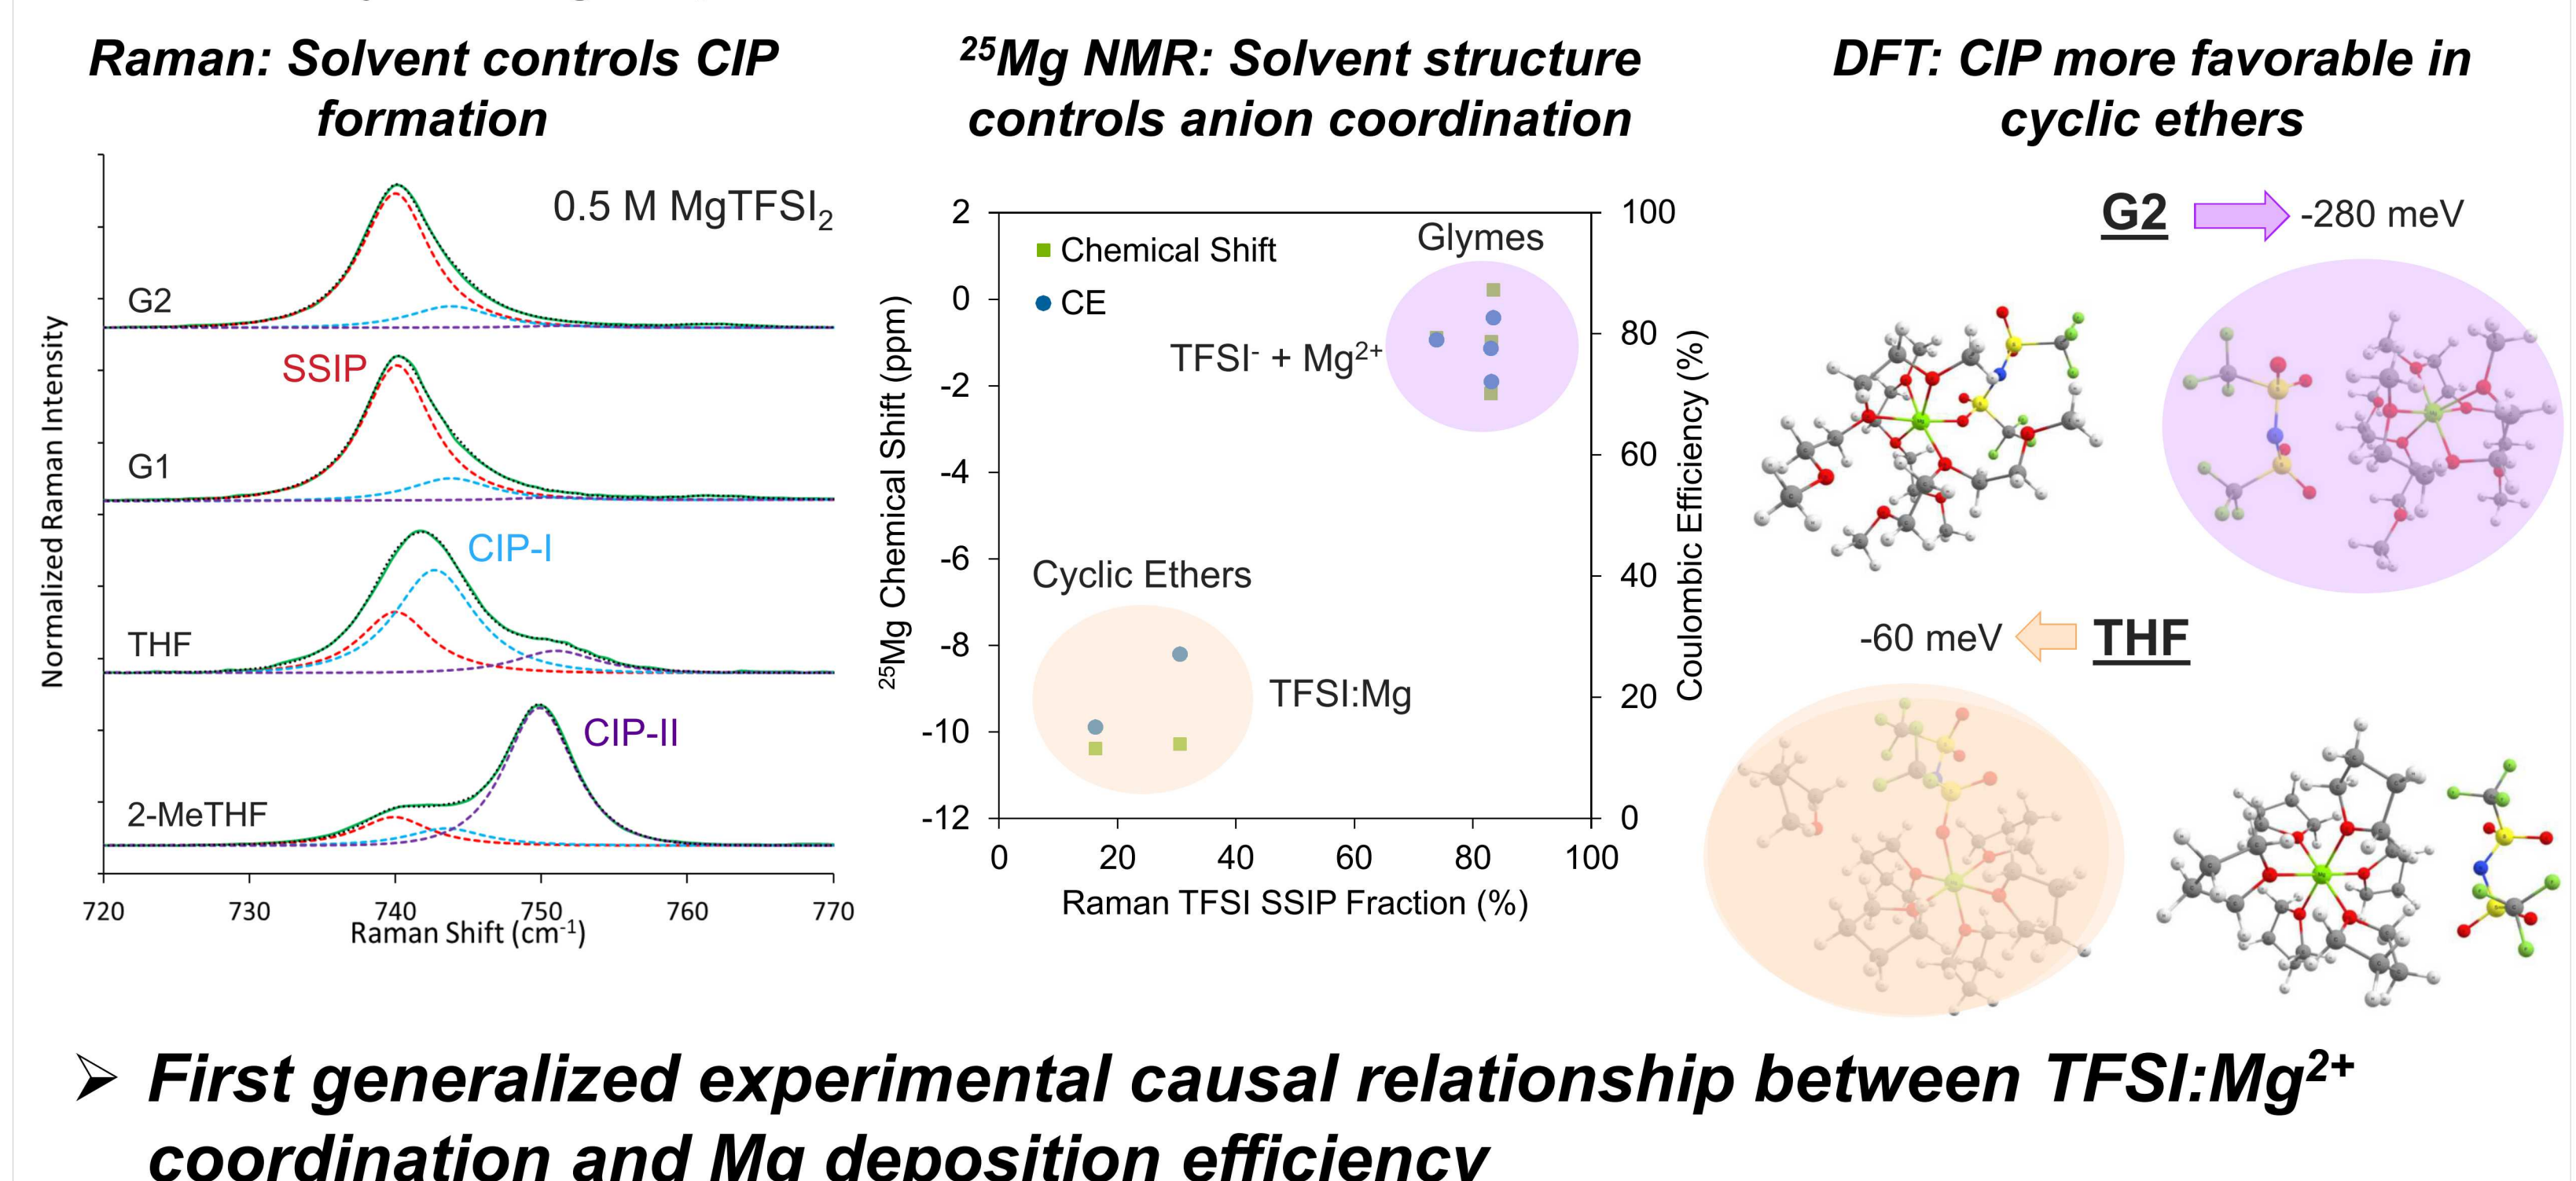 Raman: Solvent controls CIP
formation
Normalized Raman Intensity
0.5 M MgTFSI₂
G2
SSIP
G1
CIP-I
THF
CIP-II
2-MeTHF
720 730 740 750 760 770
Raman Shift (cm⁻¹)
²⁵Mg NMR: Solvent structure
controls anion coordination
²⁵Mg Chemical Shift (ppm)
2
0
-2
-4
-6
-8
-10
-12
Chemical Shift
CE
Glymes
TFSI⁻ + Mg²⁺
Cyclic Ethers
TFSI:Mg
100
80
60
40
20
0
Coulombic Efficiency (%)
0 20 40 60 80 100
Raman TFSI SSIP Fraction (%)
DFT: CIP more favorable in
cyclic ethers
G2 -280 meV
-60 meV THF
➢ First generalized experimental causal relationship between TFSI:Mg²⁺
coordination and Mg deposition efficiency